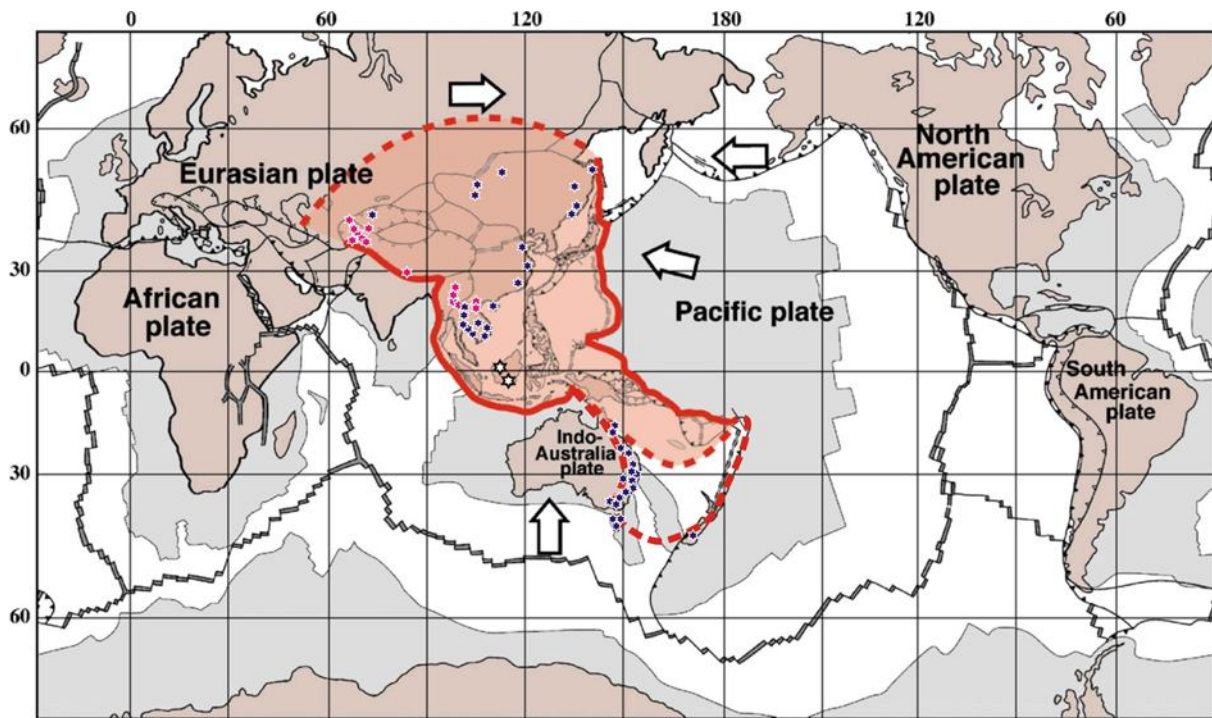 0 60 120 180 120 60
60
Eurasian plate
North
American
plate
30
African
plate
Pacific plate
0
South
American
plate
Indo-
Australia
plate
30
60